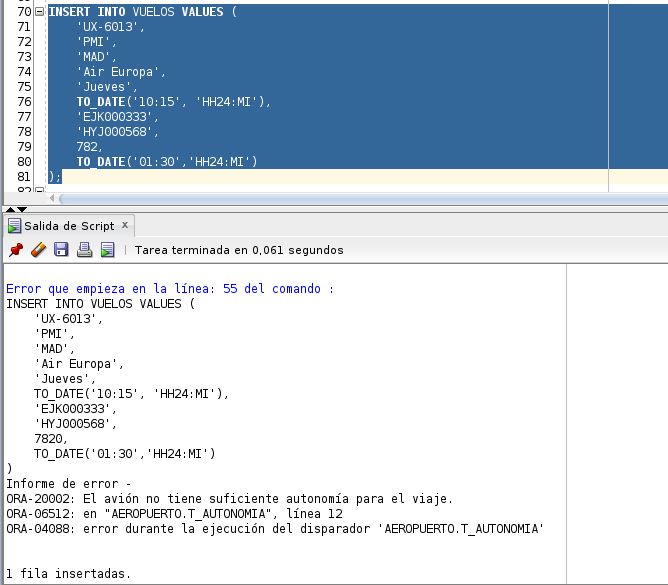 70 INSERT INTO VUELOS VALUES (
71 'UX-6013',
72 'PMI',
73 'MAD',
74 'Air Europa',
75 'Jueves',
76 TO_DATE('10:15', 'HH24:MI'),
77 'EJK000333',
78 'HYJ000568',
79 782,
80 TO_DATE('01:30','HH24:MI')
81 );
82
Salida de Script x
Tarea terminada en 0,061 segundos
Error que empieza en la línea: 55 del comando :
INSERT INTO VUELOS VALUES (
'UX-6013',
'PMI',
'MAD',
'Air Europa',
'Jueves',
TO_DATE('10:15', 'HH24:MI'),
'EJK000333',
'HYJ000568',
7820,
TO_DATE('01:30','HH24:MI')
)
Informe de error -
ORA-20002: El avión no tiene suficiente autonomía para el viaje.
ORA-06512: en "AEROPUERTO.T_AUTONOMIA", línea 12
ORA-04088: error durante la ejecución del disparador 'AEROPUERTO.T_AUTONOMIA'
1 fila insertadas.